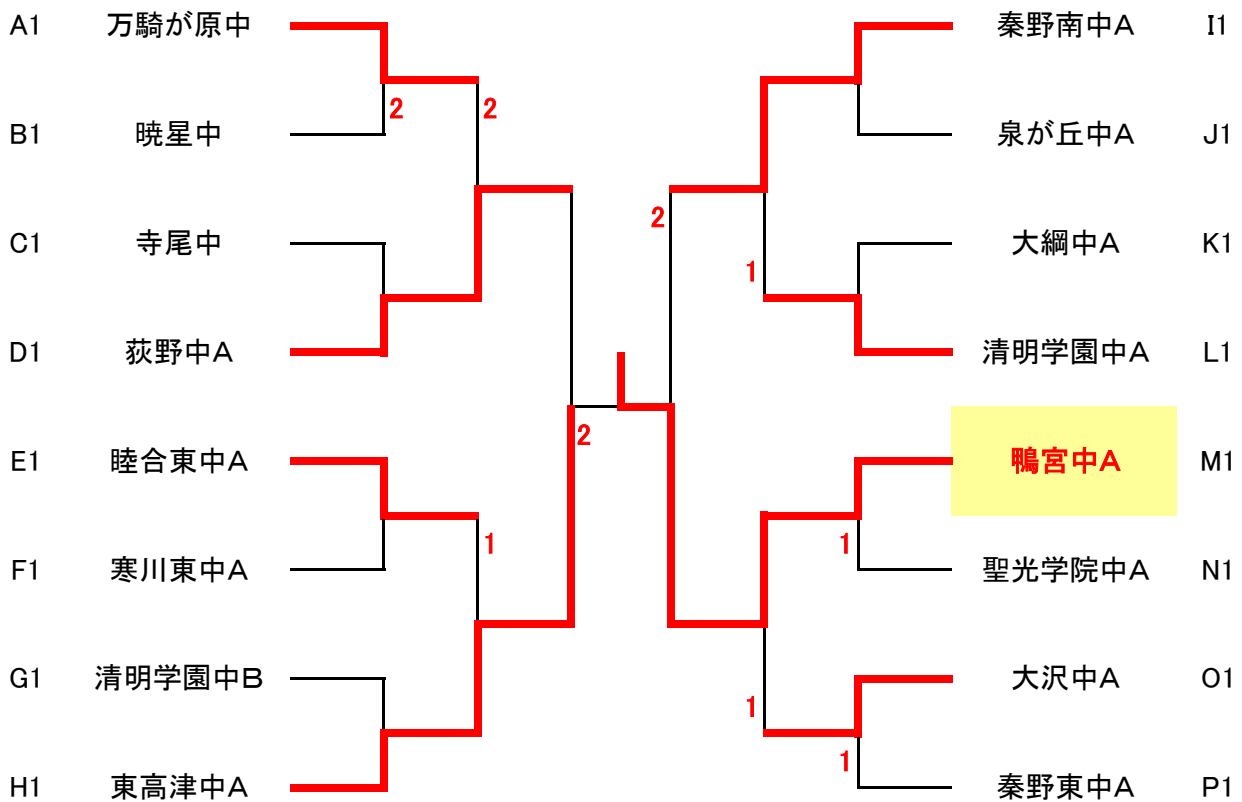 A1 万騎が原中 秦野南中A I1
2 2
B1 暁星中 泉が丘中A J1
2
C1 寺尾中 大綱中A K1
1
D1 荻野中A 清明学園中A L1
2
E1 睦合東中A 鴨宮中A M1
1 1
F1 寒川東中A 聖光学院中A N1
G1 清明学園中B 大沢中A O1
1
1
H1 東高津中A 秦野東中A P1